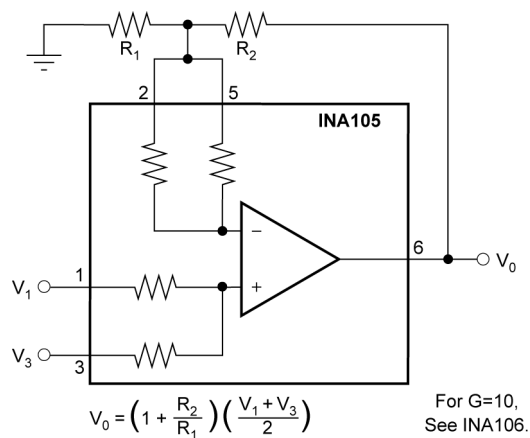 R1
R2
2
5
INA105
−
6
V0
V1
1
+
V3
3
V0 = (1 + R2/R1)(V1 + V3/2)
For G=10,
See INA106.